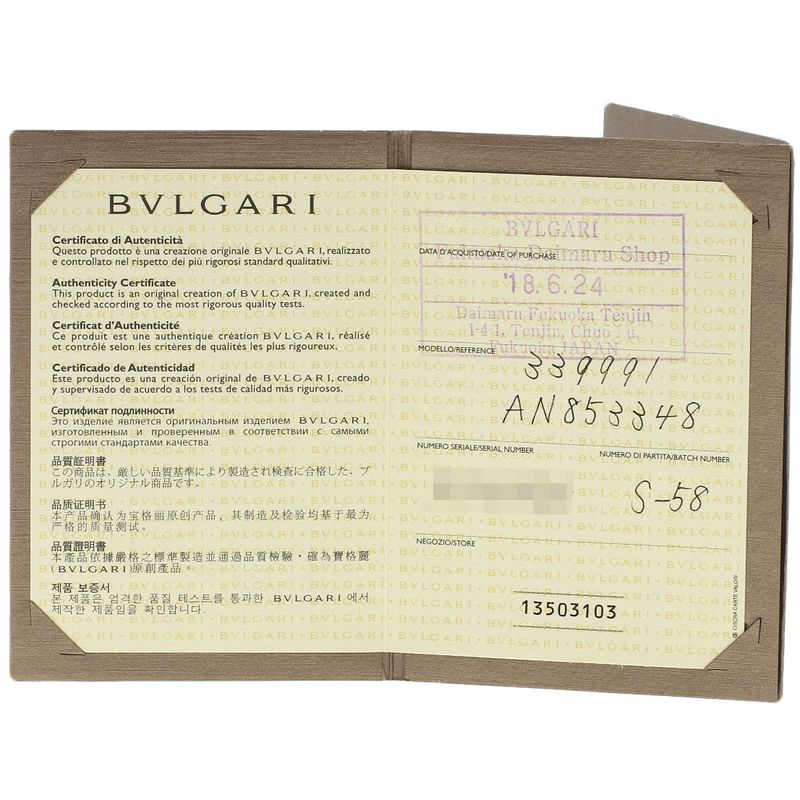 BVLGARI
Certificato di Autenticità
Questo prodotto è una creazione originale BVLGARI, realizzato
e controllato nel rispetto dei più rigorosi standard qualitativi.
Authenticity Certificate
This product is an original creation of BVLGARI, created and
checked according to the most rigorous quality tests.
Certificat d'Authenticité
Ce produit est une authentique création BVLGARI, réalisé
et contrôlé selon les critères de qualités les plus rigoureux.
Certificado de Autenticidad
Este producto es una creación original de BVLGARI, creado
y supervisado de acuerdo a los tests de calidad más rigorosos.
Сертификат подлинности
Это изделие является оригинальным изделием BVLGARI,
изготовленным и проверенным в соответствии с самыми
строгими стандартами качества.
品質証明書
この商品は、厳しい品質基準により製造され検査に合格した、ブ
ルガリのオリジナル商品です。
品质证明书
本产品确认为宝格丽原创产品，其制造及检验均基于最为
严格的质量测试。
品質證明書
本產品依據嚴格之標準製造並通過品質檢驗，確為寶格麗
(BVLGARI)原創產品。
제품 보증서
본 제품은 엄격한 품질 테스트를 통과한 BVLGARI에서
제작한 제품임을 확인합니다.
BVLGARI
Fukuoka Daimaru Shop
DATA D'ACQUISTO/DATE OF PURCHASE
'18.6.24
Daimaru Fukuoka Tenjin
1-4-1, Tenjin, Chuo-ku,
Fukuoka JAPAN
MODELLO/REFERENCE
339991
AN853348
NUMERO SERIALE/SERIAL NUMBER
NUMERO DI PARTITA/BATCH NUMBER
S-58
NEGOZIO/STORE
13503103
CISCRA CARTE VALORI